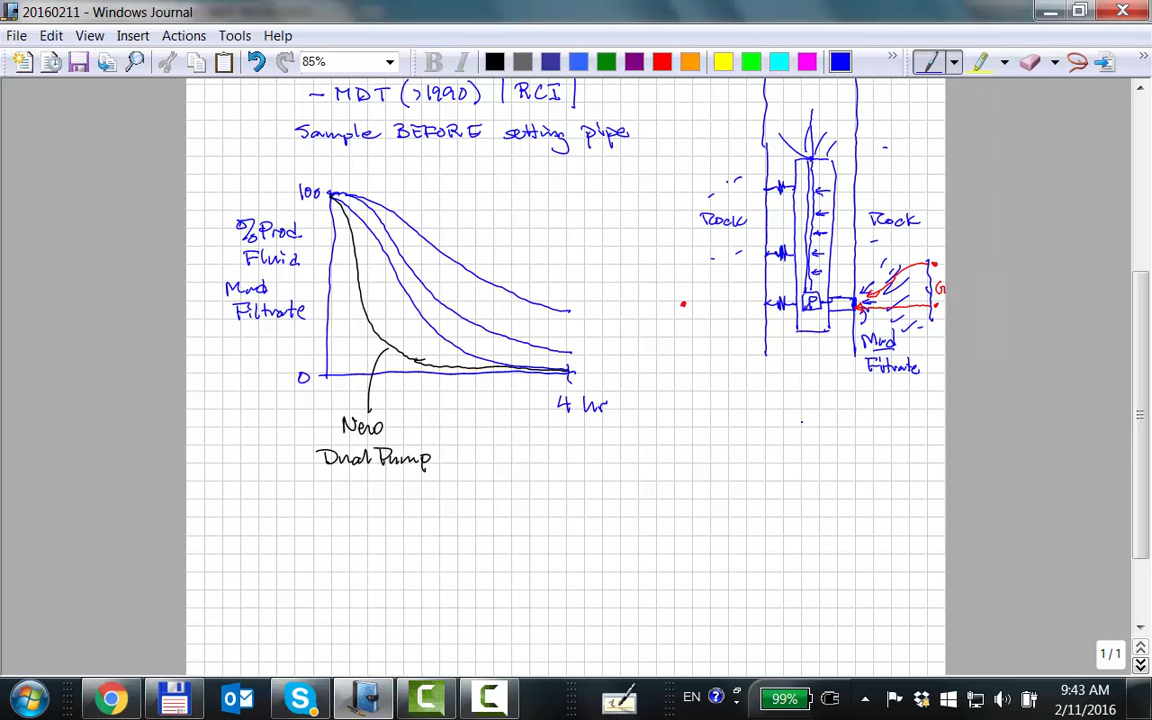 20160211 - Windows Journal
File Edit View Insert Actions Tools Help
85%
B I
- MDT (>1990) | RCI |
Sample BEFORE setting pipe
100
% Prod.
Fluid
Mud
Filtrate
0
4 hr
New
Dual Pump
Rock
Rock
P
G
Mud
Filtrate
1/1
EN
99%
9:43 AM
2/11/2016